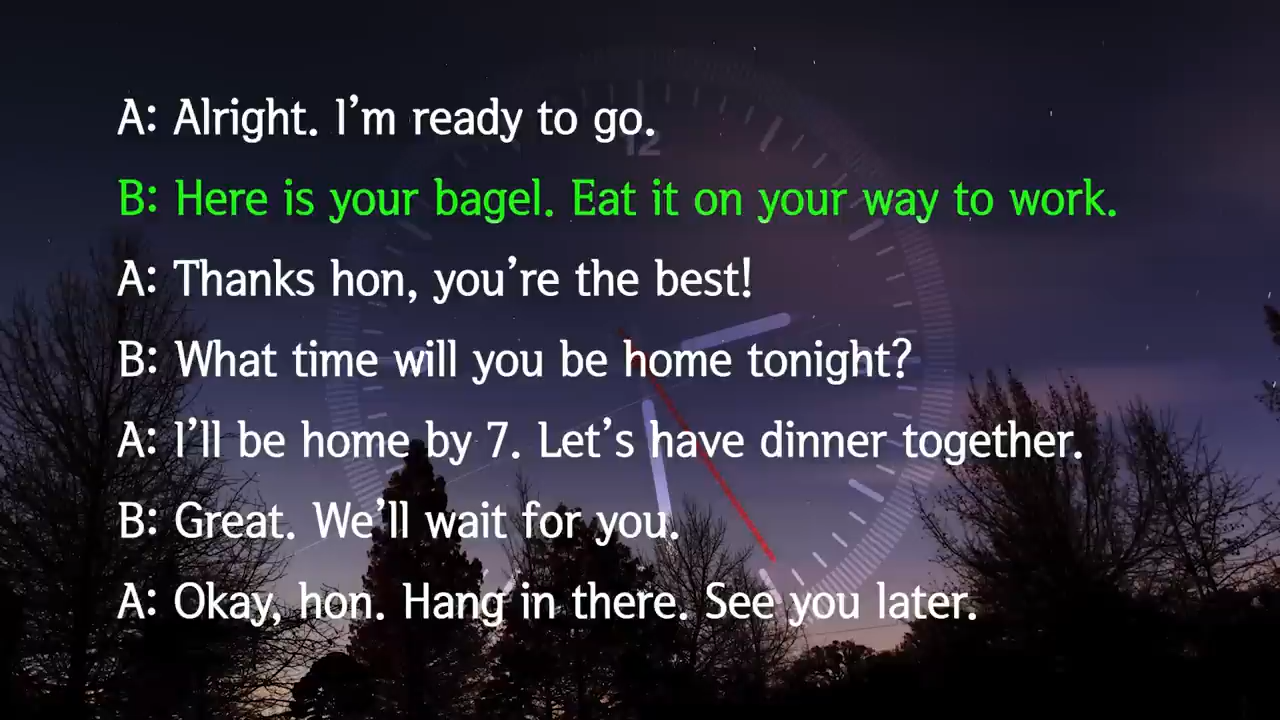 A: Alright. I'm ready to go.
12
B: Here is your bagel. Eat it on your way to work.
A: Thanks hon, you're the best!
B: What time will you be home tonight?
A: I'll be home by 7. Let's have dinner together.
B: Great. We'll wait for you.
A: Okay, hon. Hang in there. See you later.